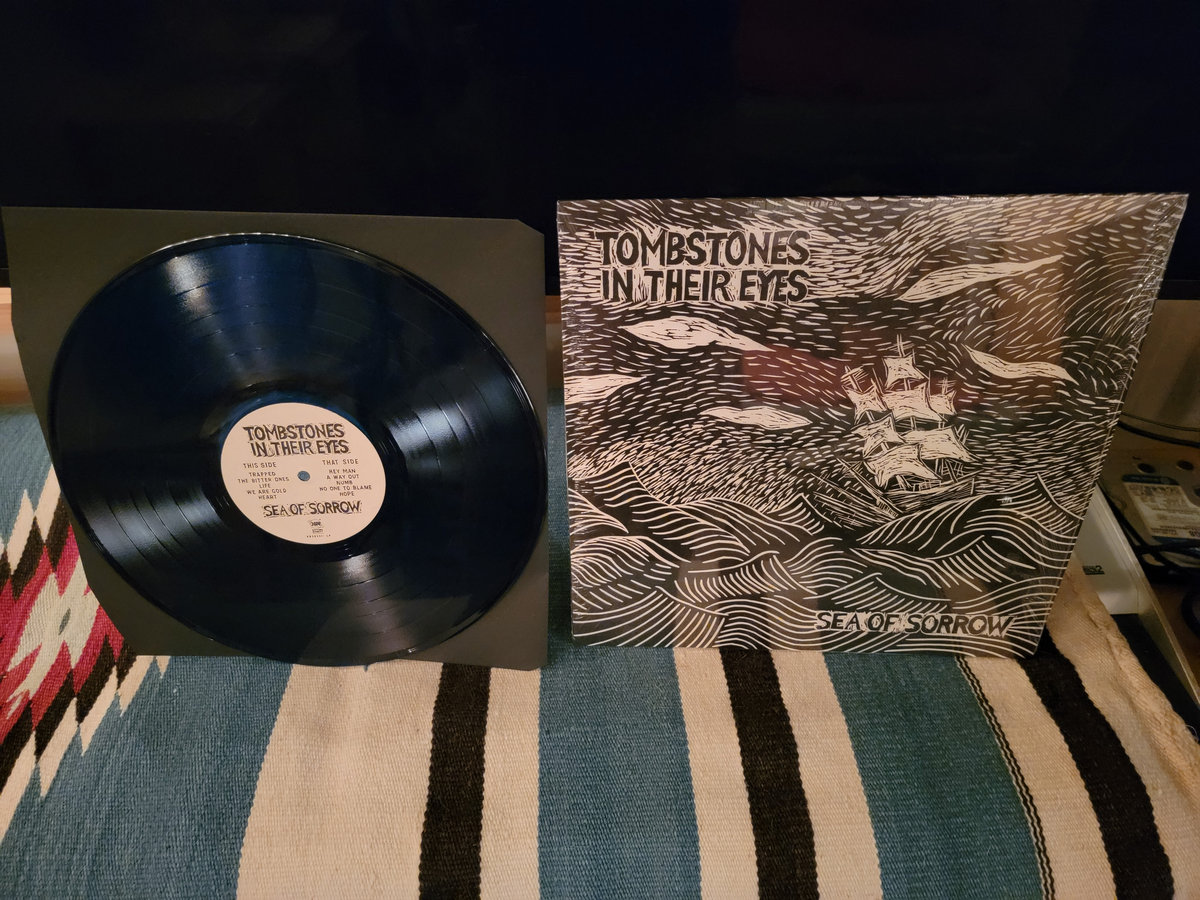 TOMBSTONES
IN THEIR EYES
THIS SIDE
TRAPPED
THE BITTER ONES
LIFE
WE ARE GOLD
HEART
THAT SIDE
HEY MAN
A WAY OUT
NUMB
NO ONE TO BLAME
HOPE
SEA OF SORROW
TOMBSTONES
IN THEIR EYES
SEA OF SORROW